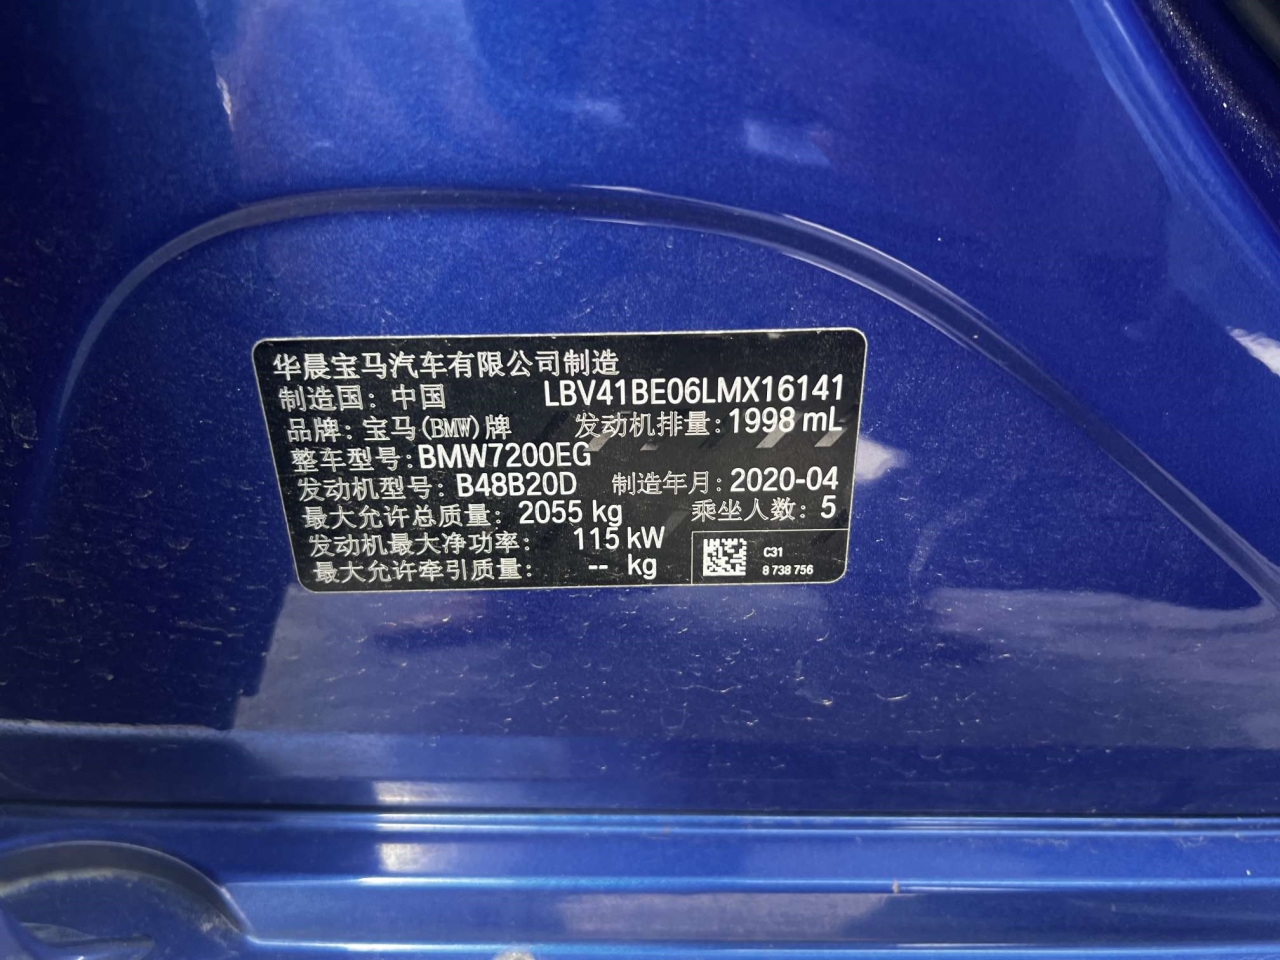 华晨宝马汽车有限公司制造
制造国: 中国 LBV41BE06LMX16141
品牌: 宝马(BMW)牌 发动机排量: 1998 mL
整车型号: BMW7200EG
发动机型号: B48B20D 制造年月: 2020-04
最大允许总质量: 2055 kg 乘坐人数: 5
发动机最大净功率: 115 kW
最大允许牵引质量: -- kg
C31
8 738 756